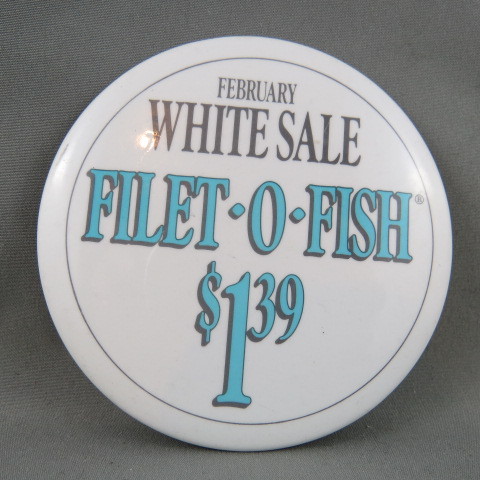 FEBRUARY
WHITE SALE
FILET·O·FISH®
$1.39